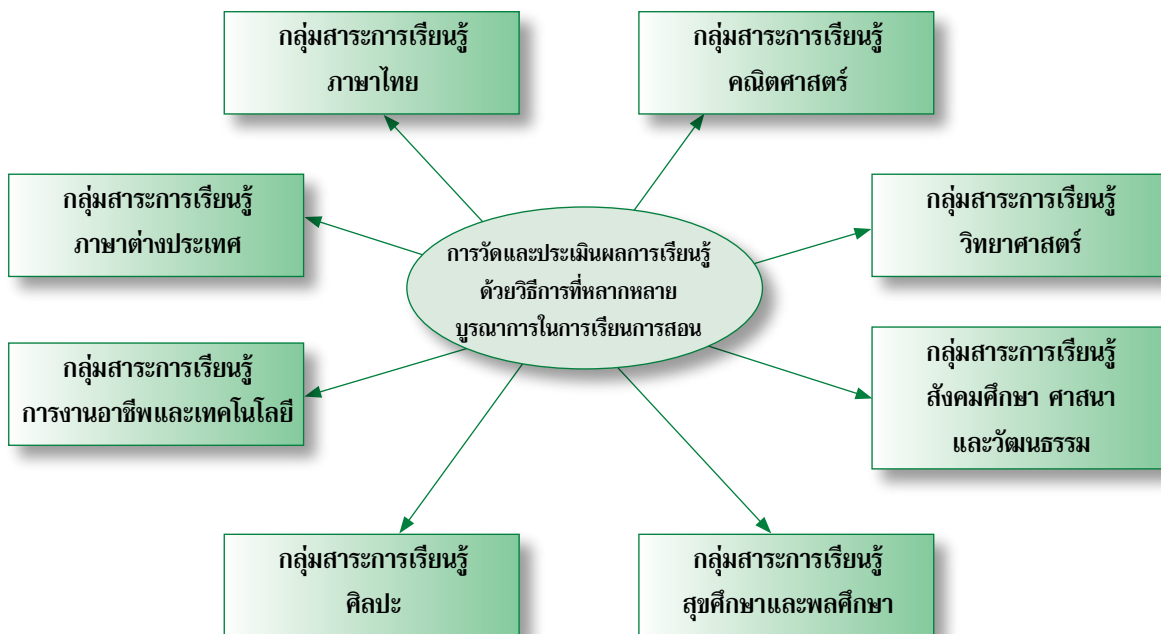 กลุ่มสาระการเรียนรู้
ภาษาไทย
กลุ่มสาระการเรียนรู้
คณิตศาสตร์
กลุ่มสาระการเรียนรู้
ภาษาต่างประเทศ
กลุ่มสาระการเรียนรู้
วิทยาศาสตร์
การวัดและประเมินผลการเรียนรู้
ด้วยวิธีการที่หลากหลาย
บูรณาการในการเรียนการสอน
กลุ่มสาระการเรียนรู้
การงานอาชีพและเทคโนโลยี
กลุ่มสาระการเรียนรู้
สังคมศึกษา ศาสนา
และวัฒนธรรม
กลุ่มสาระการเรียนรู้
ศิลปะ
กลุ่มสาระการเรียนรู้
สุขศึกษาและพลศึกษา